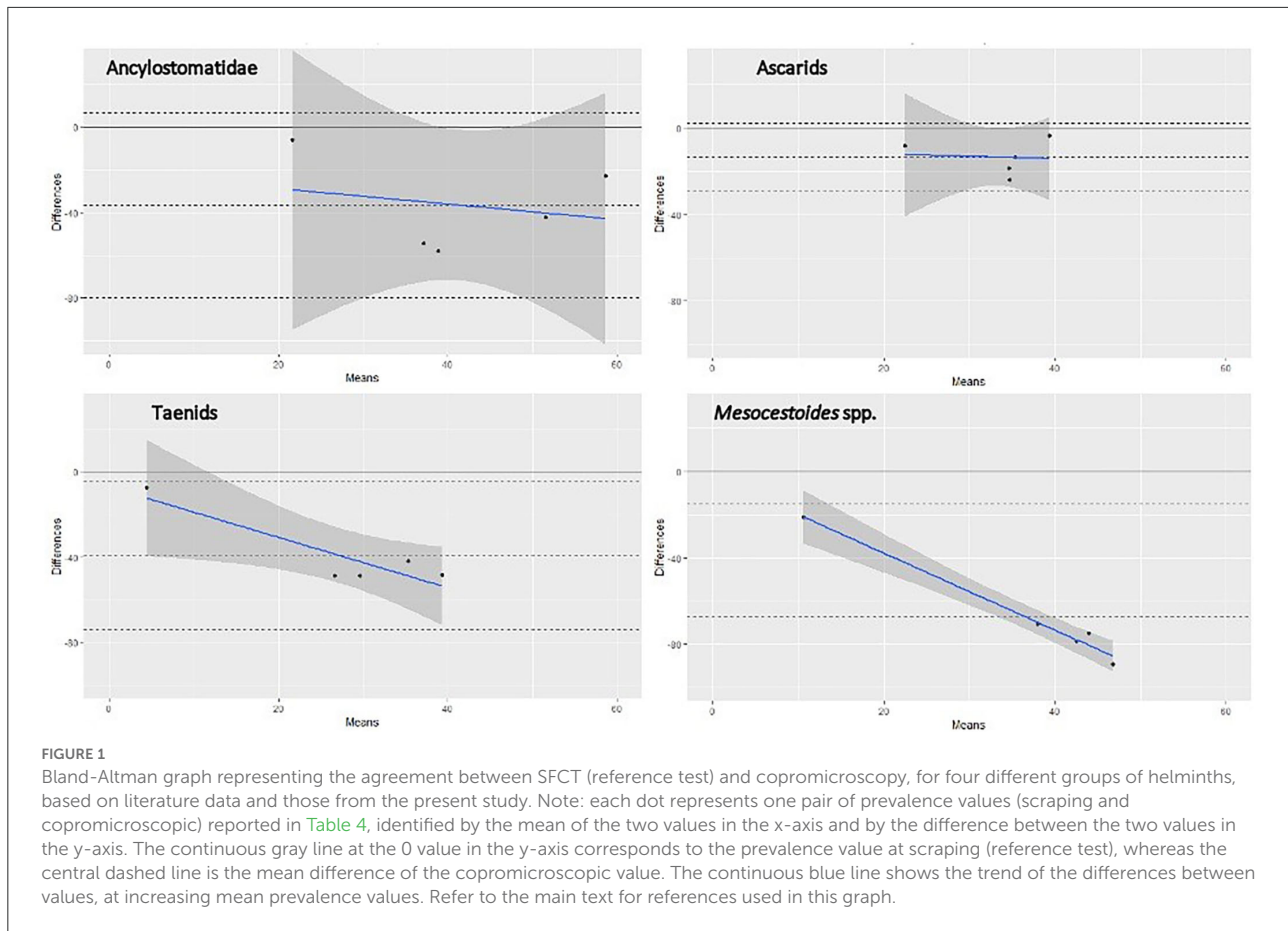 Ancylostomatidae
0
-40
-80
Differences
0
20
40
60
Means
Ascarids
0
40
-80
Differences
0
20
40
60
Means
Taenids
0
-40
-80
Differences
0
20
40
60
Means
Mesocestoides spp.
0
-40
-80
Differences
0
20
40
60
Means
FIGURE 1
Bland-Altman graph representing the agreement between SFCT (reference test) and copromicroscopy, for four different groups of helminths,
based on literature data and those from the present study. Note: each dot represents one pair of prevalence values (scraping and
copromicroscopic) reported in Table 4, identified by the mean of the two values in the x-axis and by the difference between the two values in
the y-axis. The continuous gray line at the 0 value in the y-axis corresponds to the prevalence value at scraping (reference test), whereas the
central dashed line is the mean difference of the copromicroscopic value. The continuous blue line shows the trend of the differences between
values, at increasing mean prevalence values. Refer to the main text for references used in this graph.